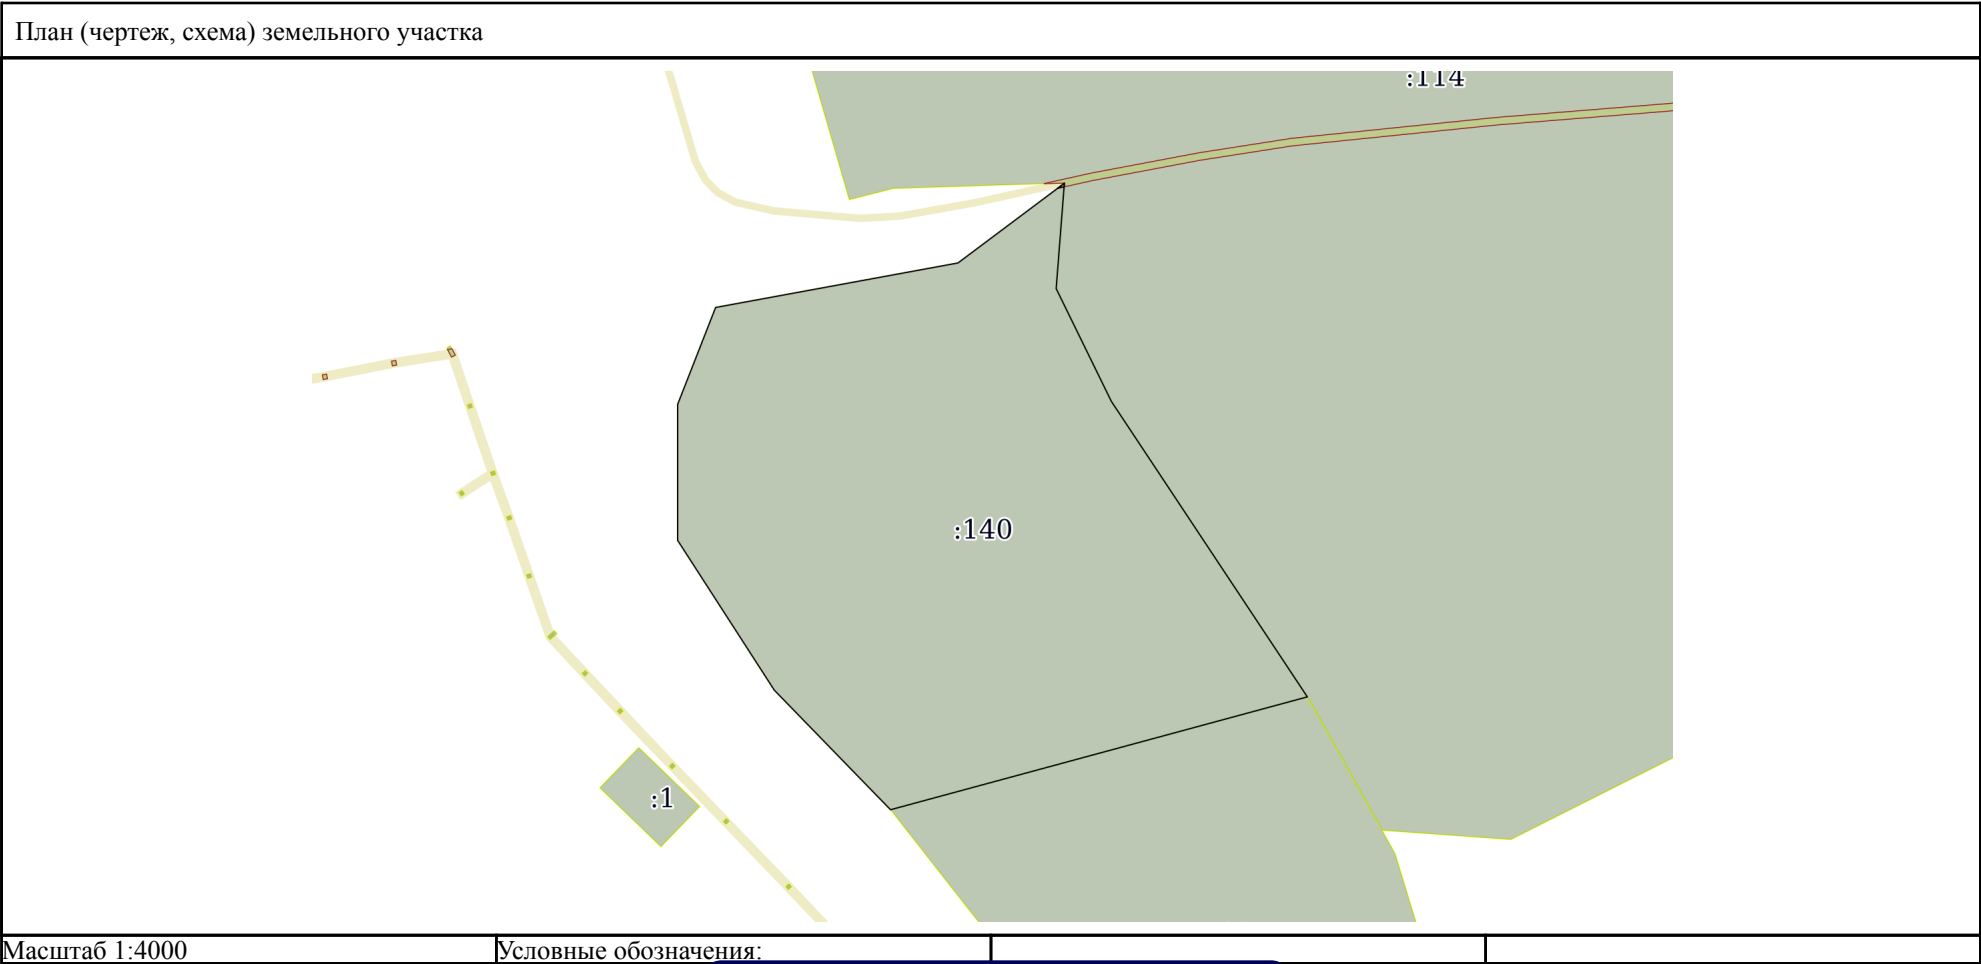 План (чертеж, схема) земельного участка
:114
:140
:1
Масштаб 1:4000
Условные обозначения: